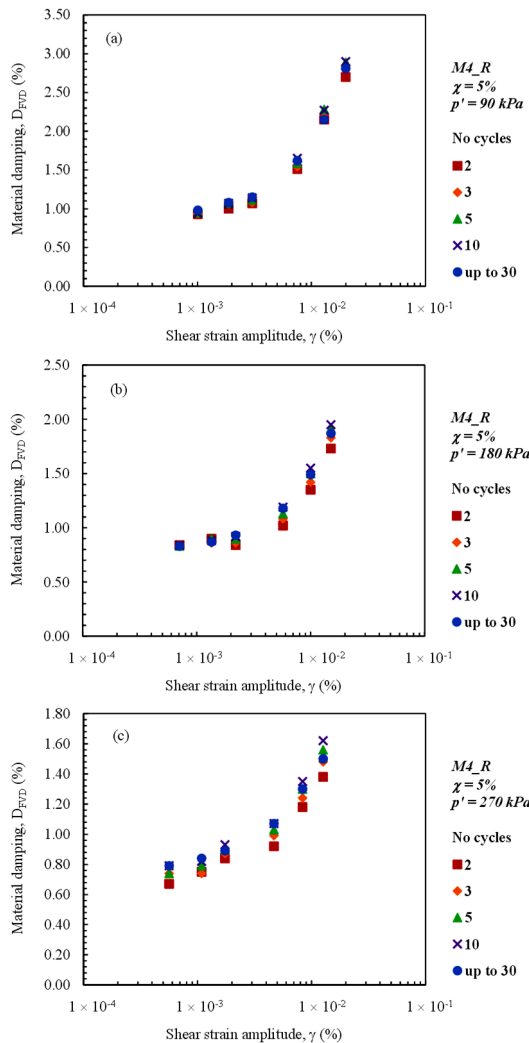 3.50
3.00
2.50
2.00
1.50
1.00
0.50
0.00
Material damping, D_FVD (%)
(a)
1 × 10⁻⁴
1 × 10⁻³
1 × 10⁻²
1 × 10⁻¹
Shear strain amplitude, γ (%)
M4_R
χ = 5%
p' = 90 kPa
No cycles
2
3
5
10
up to 30
2.50
2.00
1.50
1.00
0.50
0.00
Material damping, D_FVD (%)
(b)
1 × 10⁻⁴
1 × 10⁻³
1 × 10⁻²
1 × 10⁻¹
Shear strain amplitude, γ (%)
M4_R
χ = 5%
p' = 180 kPa
No cycles
2
3
5
10
up to 30
1.80
1.60
1.40
1.20
1.00
0.80
0.60
0.40
0.20
0.00
Material damping, D_FVD (%)
(c)
1 × 10⁻⁴
1 × 10⁻³
1 × 10⁻²
1 × 10⁻¹
Shear strain amplitude, γ (%)
M4_R
χ = 5%
p' = 270 kPa
No cycles
2
3
5
10
up to 30